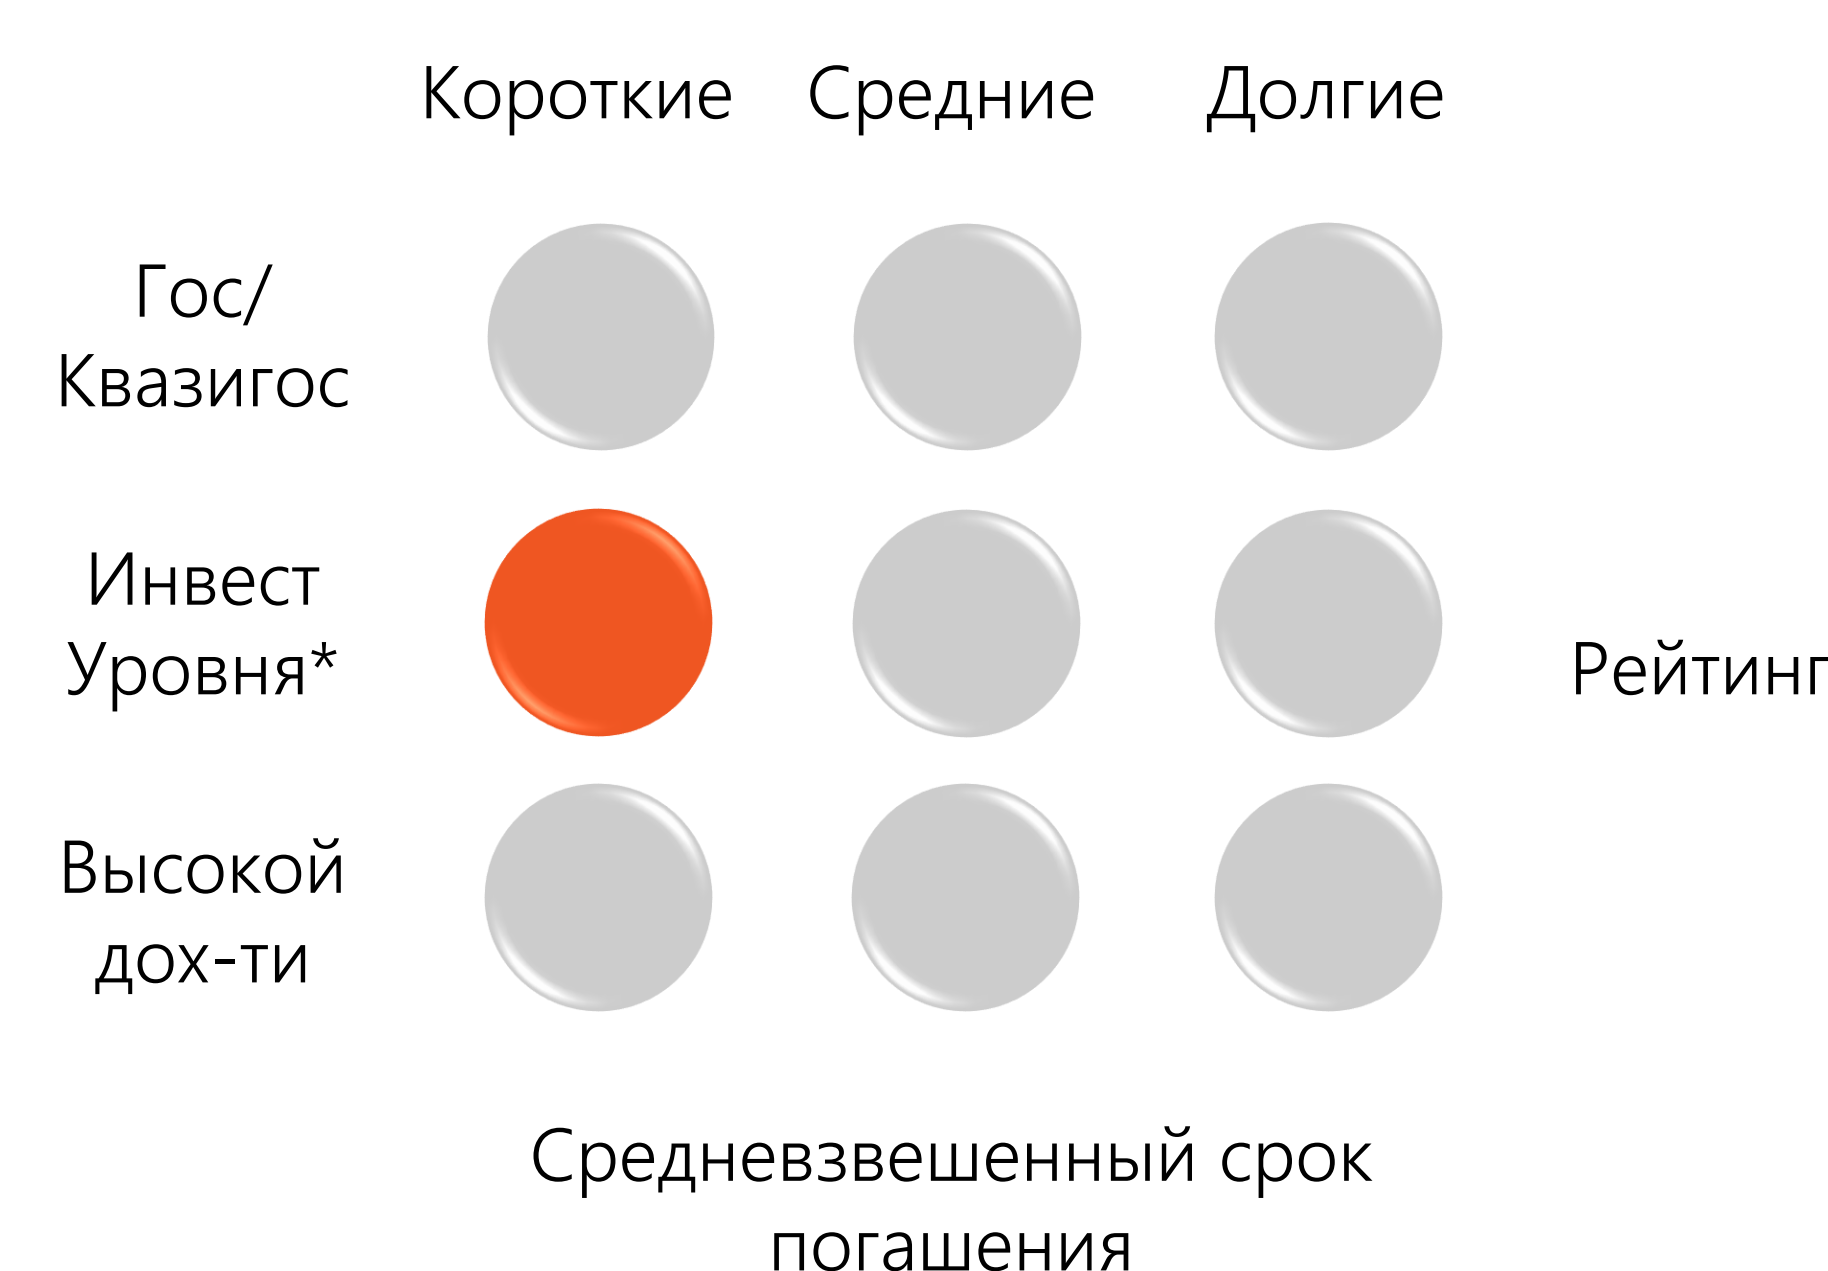 Короткие Средние Долгие
Гос/
Квазигос
Инвест
Уровня*
Рейтинг
Высокой
дох-ти
Средневзвешенный срок
погашения